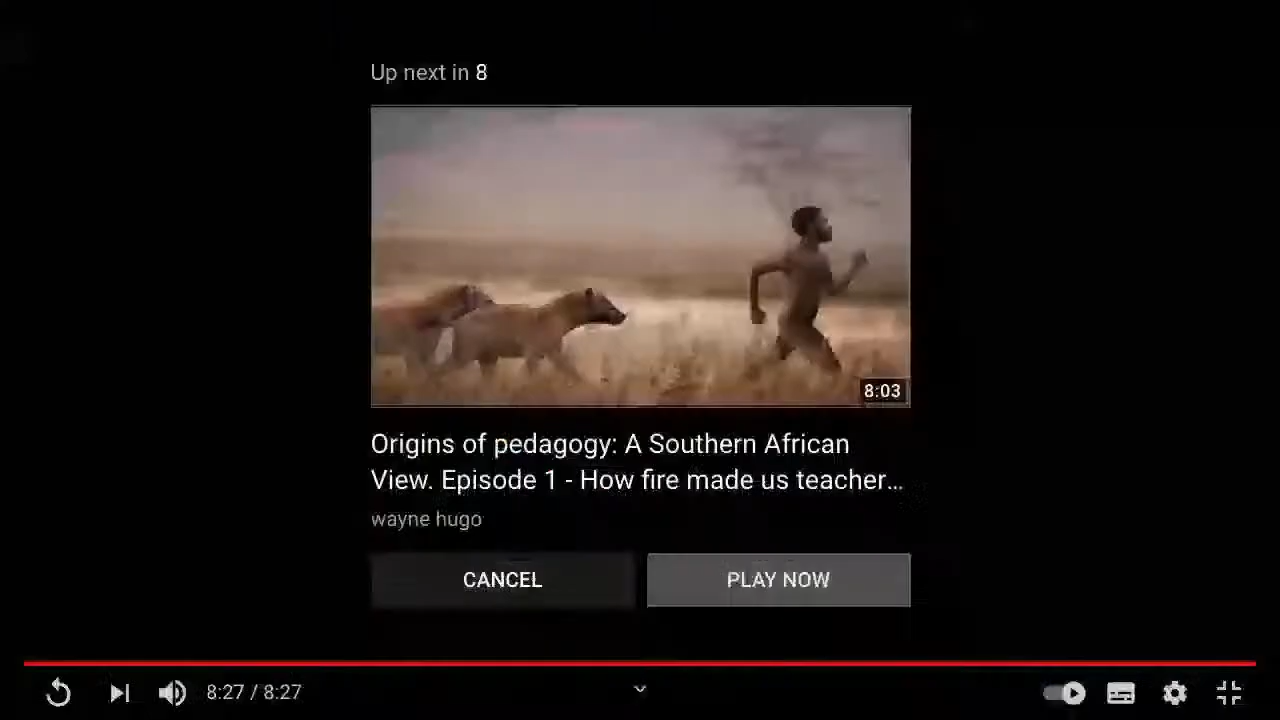 Up next in 8
8:03
Origins of pedagogy: A Southern African
View. Episode 1 - How fire made us teacher...
wayne hugo
CANCEL
PLAY NOW
8:27 / 8:27